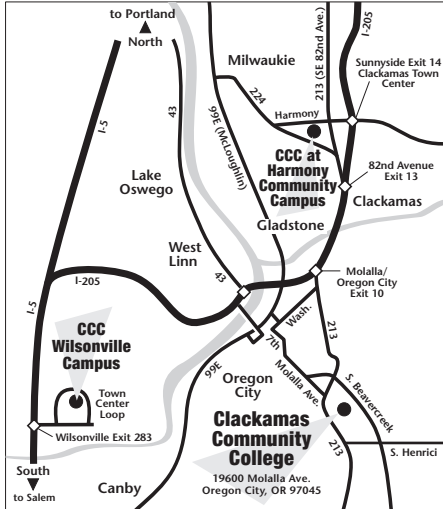 to Portland
North
I-205
Milwaukie
213 (SE 82nd Ave.)
Sunnyside Exit 14
Clackamas Town
Center
224
Harmony
43
99E (McLoughlin)
I-5
CCC at
Harmony
Community
Campus
82nd Avenue
Exit 13
Lake
Oswego
Clackamas
Gladstone
West
Linn
43
Molalla/
Oregon City
Exit 10
I-205
I-5
CCC
Wilsonville
Campus
Wash.
7th
213
99E
Molalla Ave.
S. Beavercreek
Oregon
City
Town
Center
Loop
Clackamas
Community
College
213
Wilsonville Exit 283
S. Henrici
19600 Molalla Ave.
Oregon City, OR 97045
South
to Salem
Canby